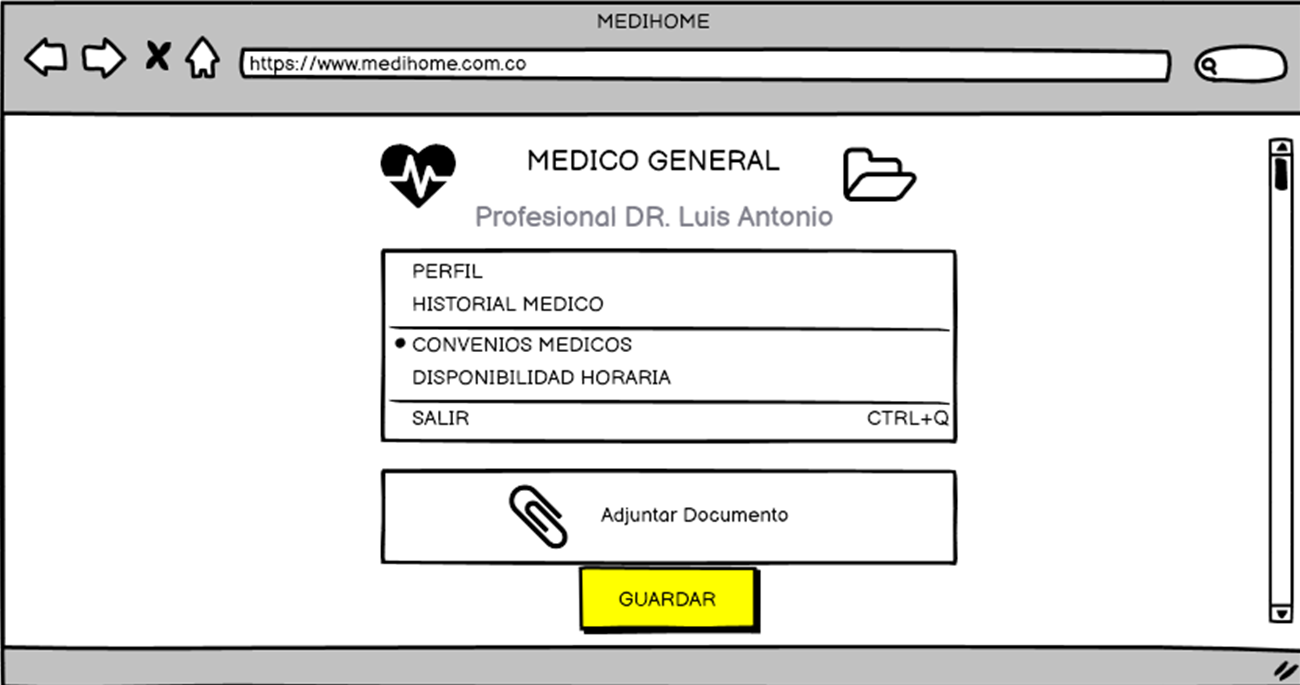 MEDIHOME
https://www.medihome.com.co
MEDICO GENERAL
Profesional DR. Luis Antonio
PERFIL
HISTORIAL MEDICO
CONVENIOS MEDICOS
DISPONIBILIDAD HORARIA
SALIR CTRL+Q
Adjuntar Documento
GUARDAR